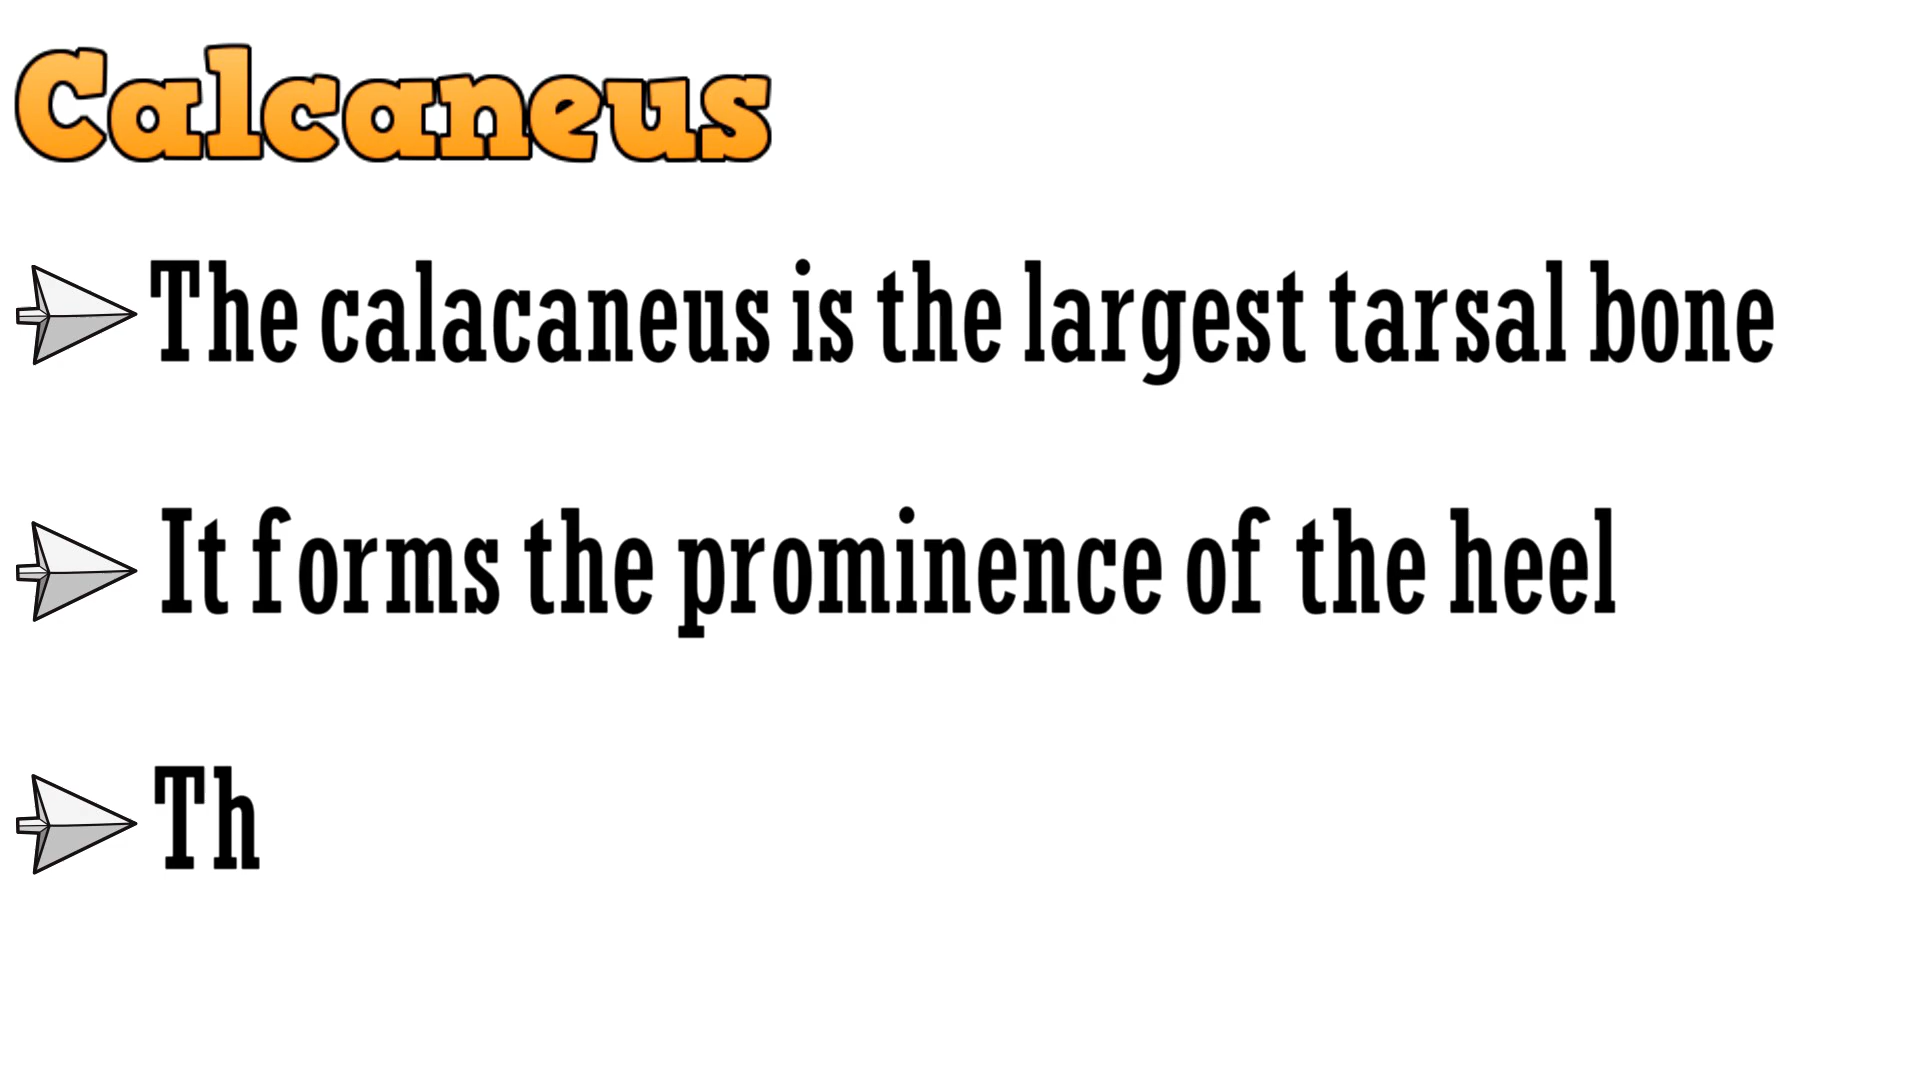 Calcaneus
The calacaneus is the largest tarsal bone
It forms the prominence of the heel
Th